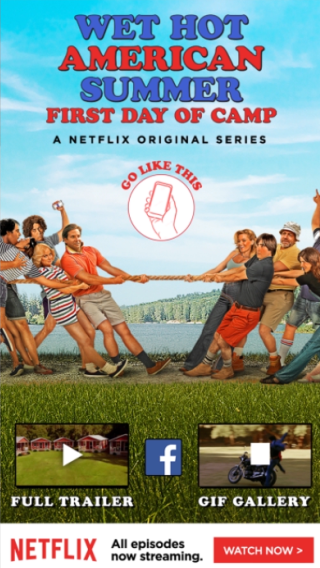 WET HOT
AMERICAN
SUMMER
FIRST DAY OF CAMP
A NETFLIX ORIGINAL SERIES
GO LIKE THIS
f
FULL TRAILER
GIF GALLERY
NETFLIX
All episodes
now streaming.
WATCH NOW >